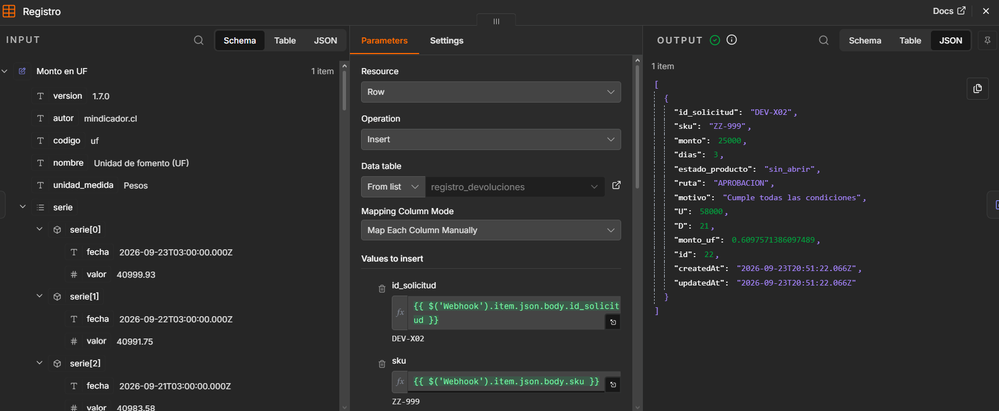 Registro
Docs
INPUT
Schema
Table
JSON
Monto en UF
1 item
version 1.7.0
autor mindicador.cl
codigo uf
nombre Unidad de fomento (UF)
unidad_medida Pesos
serie
serie[0]
fecha 2026-09-23T03:00:00.000Z
valor 40999.93
serie[1]
fecha 2026-09-22T03:00:00.000Z
valor 40991.75
serie[2]
fecha 2026-09-21T03:00:00.000Z
valor 40983.58
Parameters
Settings
Resource
Row
Operation
Insert
Data table
From list
registro_devoluciones
Mapping Column Mode
Map Each Column Manually
Values to insert
id_solicitud
fx
{{ $('Webhook').item.json.body.id_solicit
ud }}
DEV-X02
sku
fx
{{ $('Webhook').item.json.body.sku }}
ZZ-999
OUTPUT
Schema
Table
JSON
1 item
[
{
"id_solicitud": "DEV-X02",
"sku": "ZZ-999",
"monto": 25000,
"dias": 3,
"estado_producto": "sin_abrir",
"ruta": "APROBACION",
"motivo": "Cumple todas las condiciones",
"U": 58000,
"D": 21,
"monto_uf": 0.6097571386097489,
"id": 22,
"createdAt": "2026-09-23T20:51:22.066Z",
"updatedAt": "2026-09-23T20:51:22.066Z"
}
]